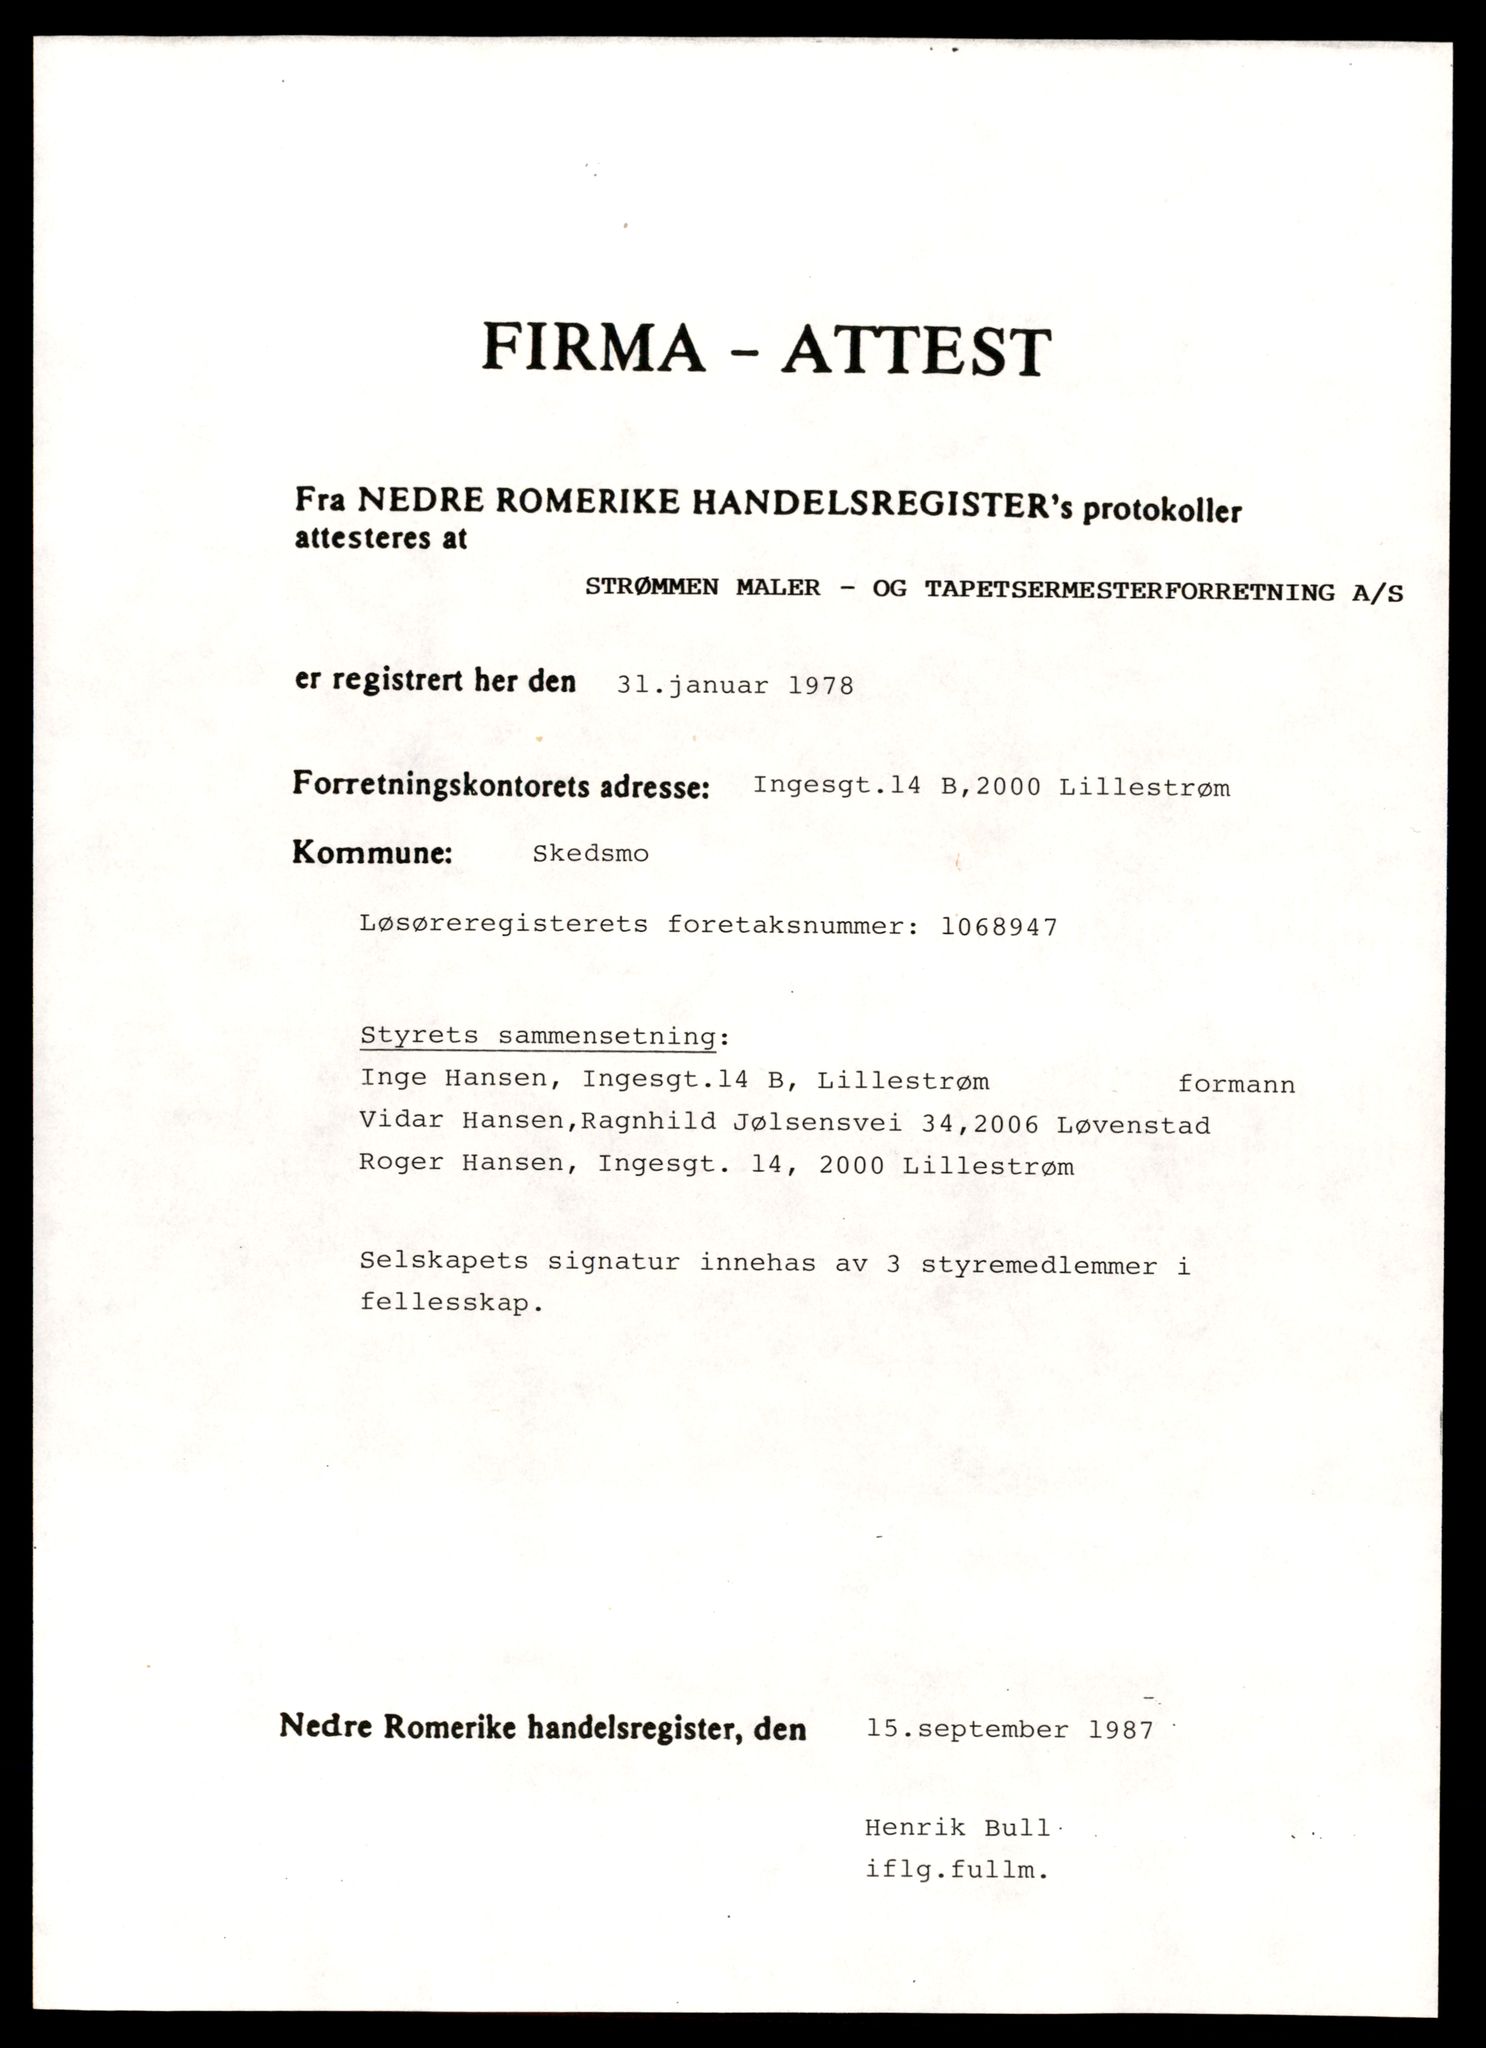 FIRMA – ATTEST
Fra NEDRE ROMERIKE HANDELSREGISTER's protokoller
attesteres at
STRØMMEN MALER - OG TAPETSERMESTERFORRETNING A/S
er registrert her den 31.januar 1978
Forretningskontorets adresse: Ingesgt.14 B,2000 Lillestrøm
Kommune: Skedsmo
Løsøreregisterets foretaksnummer: 1068947
Styrets sammensetning:
Inge Hansen, Ingesgt.14 B, Lillestrøm formann
Vidar Hansen,Ragnhild Jølsensvei 34,2006 Løvenstad
Roger Hansen, Ingesgt. 14, 2000 Lillestrøm
Selskapets signatur innehas av 3 styremedlemmer i
fellesskap.
Nedre Romerike handelsregister, den 15.september 1987
Henrik Bull
iflg.fullm.